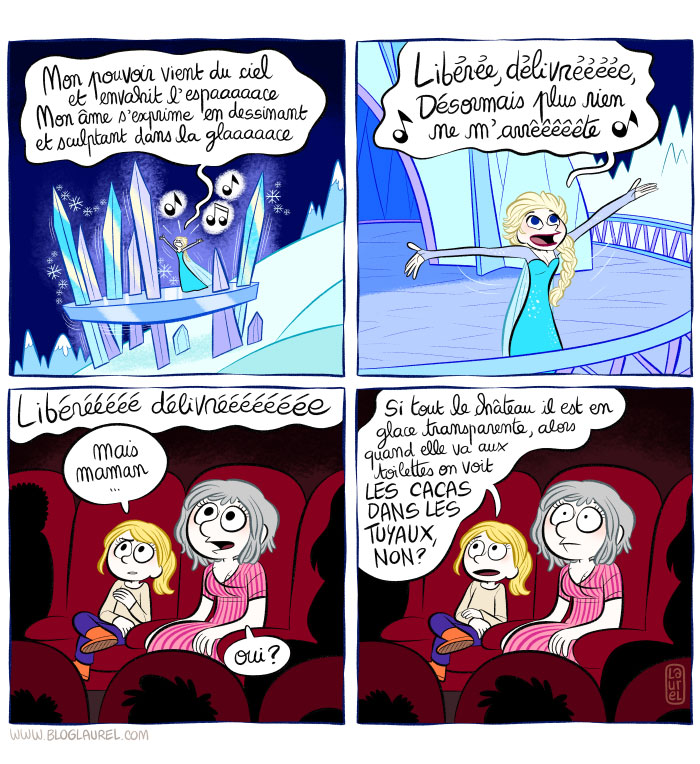 Mon pouvoir vient du ciel
et envahit l'espaaaaace
Mon âme s'exprime en dessinant
et sculptant dans la glaaaaace
Libérée, délivréééééée,
Désormais plus rien
ne m'arrêêêêête
Libérééééé délivréééééééée
Mais
maman
...
oui?
Si tout le château il est en
glace transparente, alors
quand elle va aux
toilettes on voit
LES CACAS
DANS LES
TUYAUX,
NON?
LAUREL
WWW.BLOGLAUREL.COM